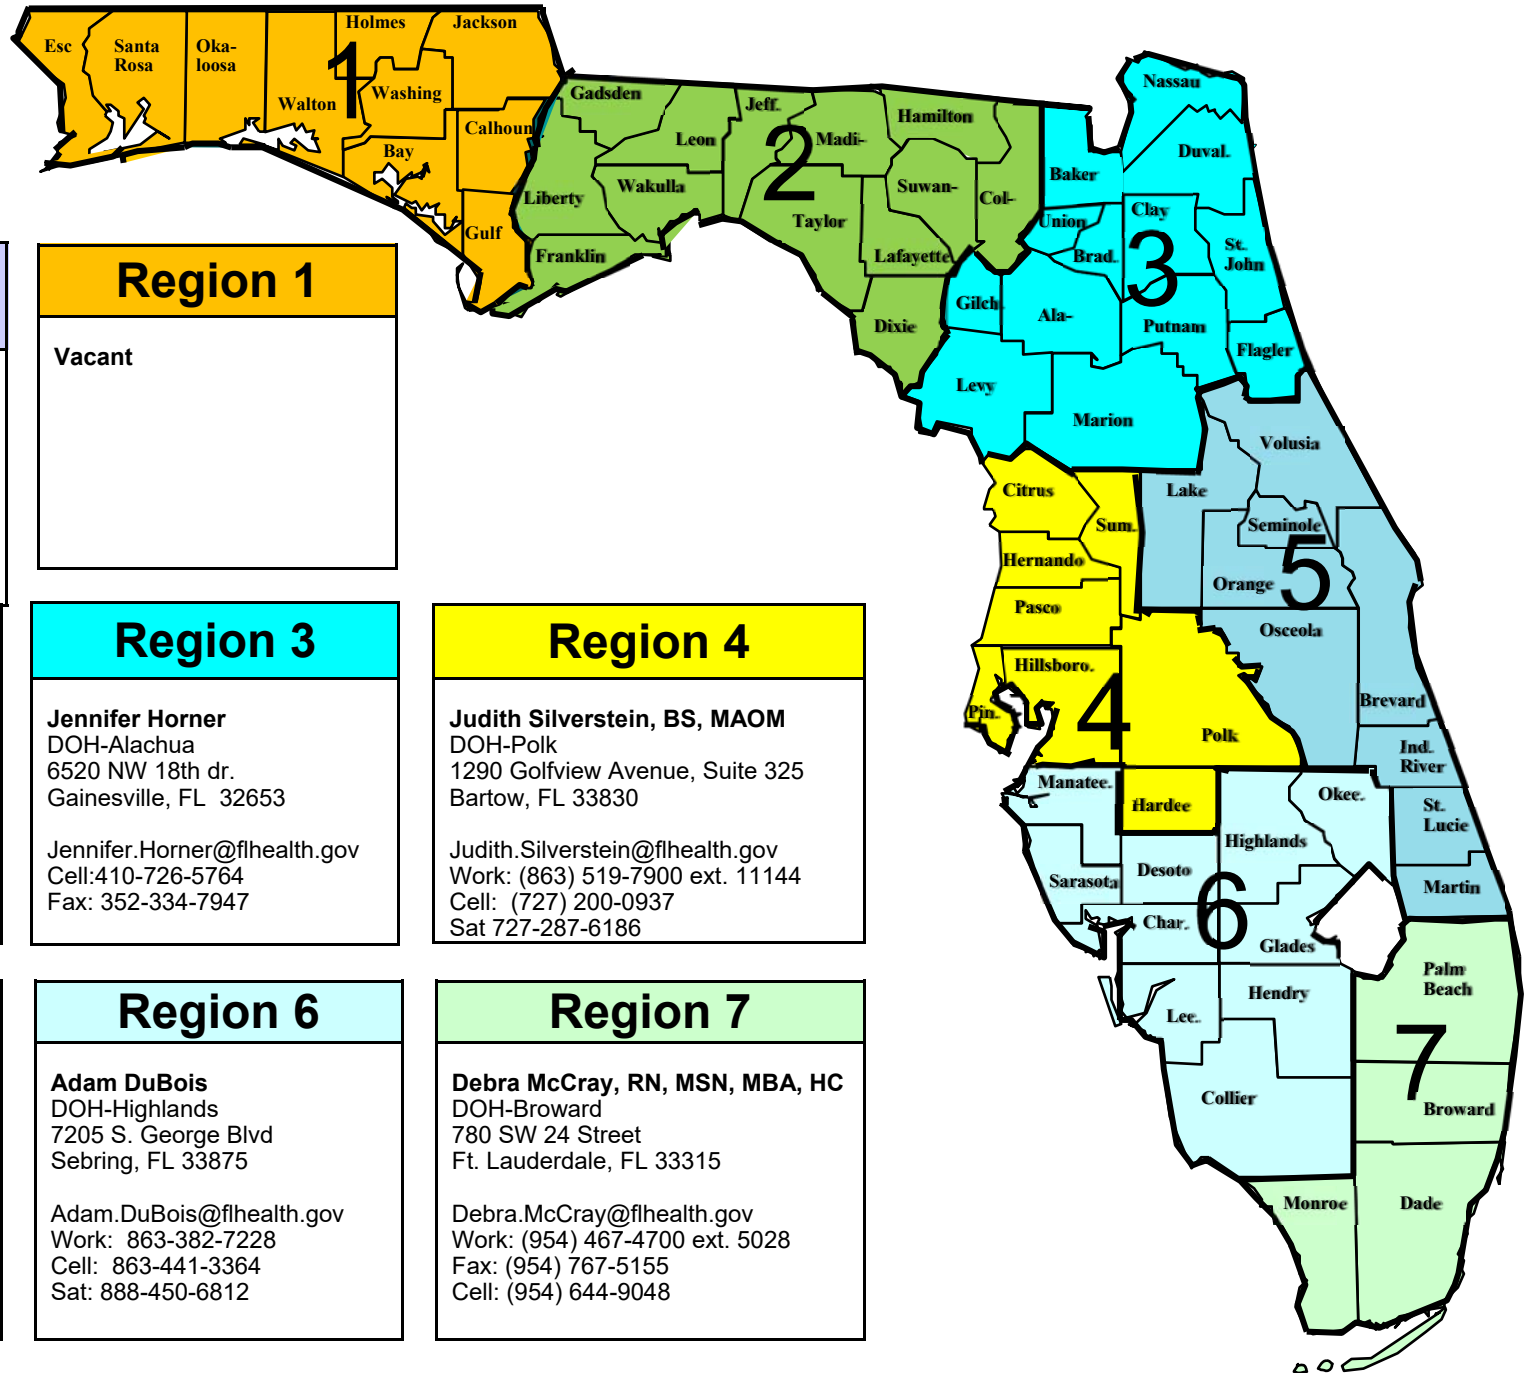 Holmes
Jackson
Esc
Santa
Rosa
Oka-
loosa
1
Walton
Washing
Calhoun
Bay
Gulf
Gadsden
Jeff.
Leon
2
Madi-
Hamilton
Liberty
Wakulla
Taylor
Suwan-
Col-
Franklin
Lafayette
Dixie
Nassau
Duval.
Baker
Union
Clay
Brad.
3
St.
John
Gilch.
Ala-
Putnam
Flagler
Levy
Marion
Volusia
Citrus
Lake
Sum.
Seminole
Hernando
5
Orange
Pasco
Osceola
Hillsboro.
Pin.
4
Polk
Brevard
Ind.
River
Manatee.
Hardee
Okee.
St.
Lucie
Highlands
Sarasota
Desoto
Martin
6
Char.
Glades
Palm
Beach
Hendry
Lee.
7
Collier
Broward
Monroe
Dade
Region 1
Vacant
Region 3
Jennifer Horner
DOH-Alachua
6520 NW 18th dr.
Gainesville, FL  32653
Jennifer.Horner@flhealth.gov
Cell:410-726-5764
Fax: 352-334-7947
Region 4
Judith Silverstein, BS, MAOM
DOH-Polk
1290 Golfview Avenue, Suite 325
Bartow, FL 33830
Judith.Silverstein@flhealth.gov
Work: (863) 519-7900 ext. 11144
Cell:  (727) 200-0937
Sat 727-287-6186
Region 6
Adam DuBois
DOH-Highlands
7205 S. George Blvd
Sebring, FL 33875
Adam.DuBois@flhealth.gov
Work:  863-382-7228
Cell:  863-441-3364
Sat: 888-450-6812
Region 7
Debra McCray, RN, MSN, MBA, HC
DOH-Broward
780 SW 24 Street
Ft. Lauderdale, FL 33315
Debra.McCray@flhealth.gov
Work: (954) 467-4700 ext. 5028
Fax: (954) 767-5155
Cell: (954) 644-9048